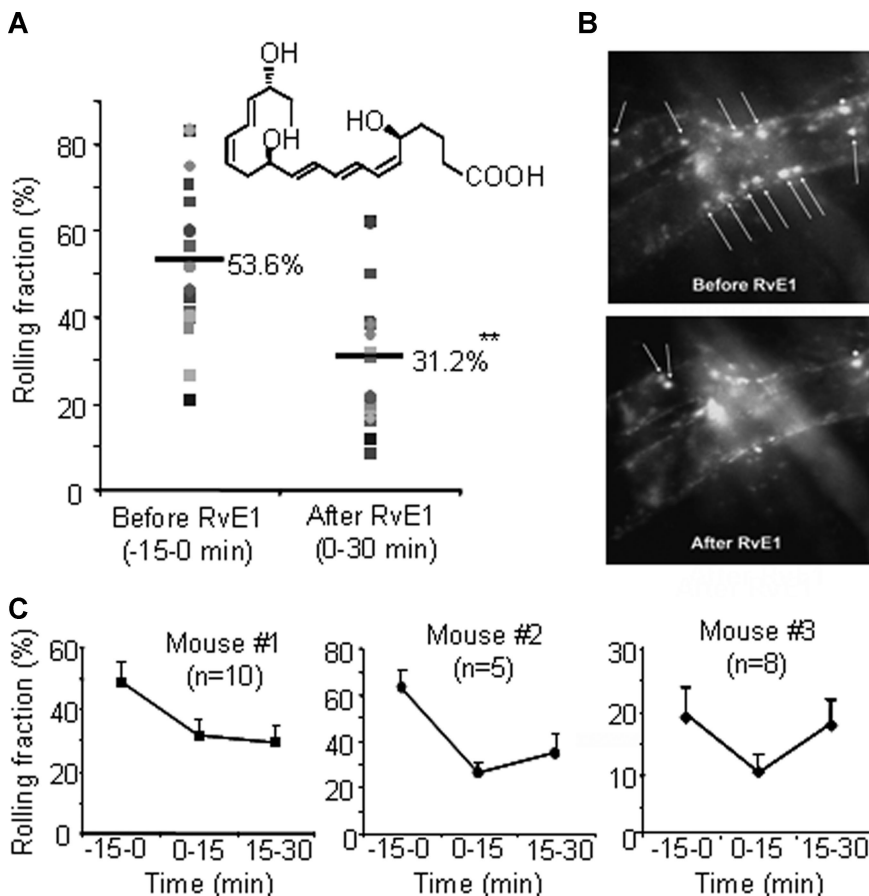 A
OH
OH
HO
COOH
Rolling fraction (%)
80
60
40
20
0
53.6%
31.2%**
Before RvE1
(-15-0 min)
After RvE1
(0-30 min)
B
Before RvE1
After RvE1
C
Rolling fraction (%)
60
40
20
0
Mouse #1
(n=10)
-15-0 0-15 15-30
Time (min)
80
60
40
20
0
Mouse #2
(n=5)
-15-0 0-15 15-30
Time (min)
30
20
10
0
Mouse #3
(n=8)
-15-0 0-15 15-30
Time (min)